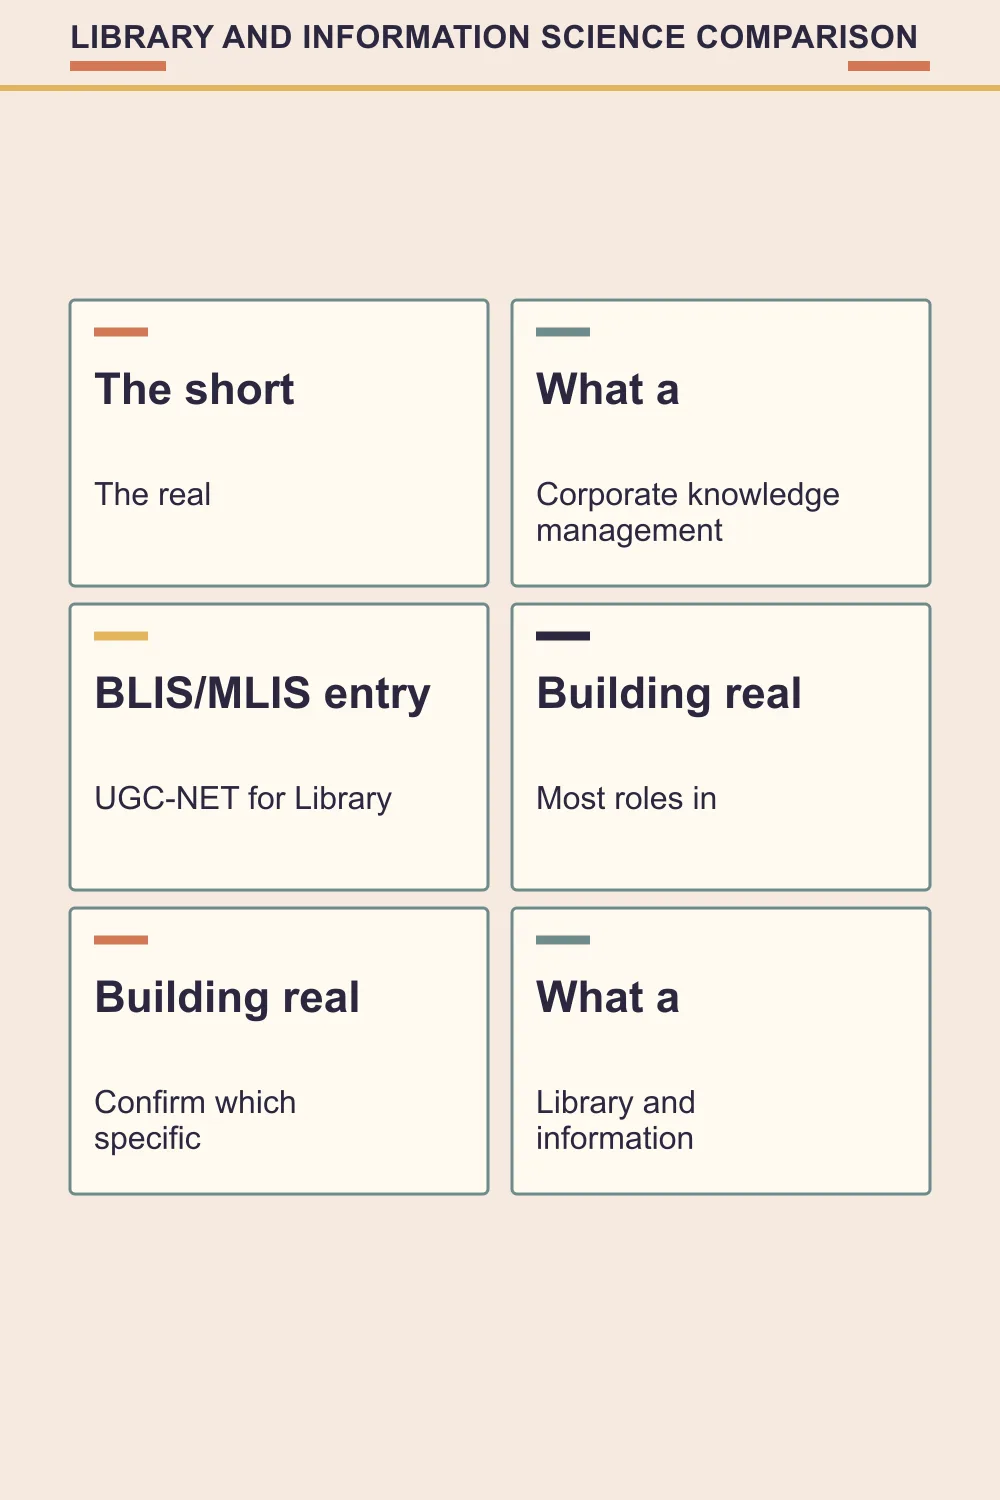 LIBRARY AND INFORMATION SCIENCE COMPARISON
The short
The real
What a
Corporate knowledge
management
BLIS/MLIS entry
UGC-NET for Library
Building real
Most roles in
Building real
Confirm which
specific
What a
Library and
information